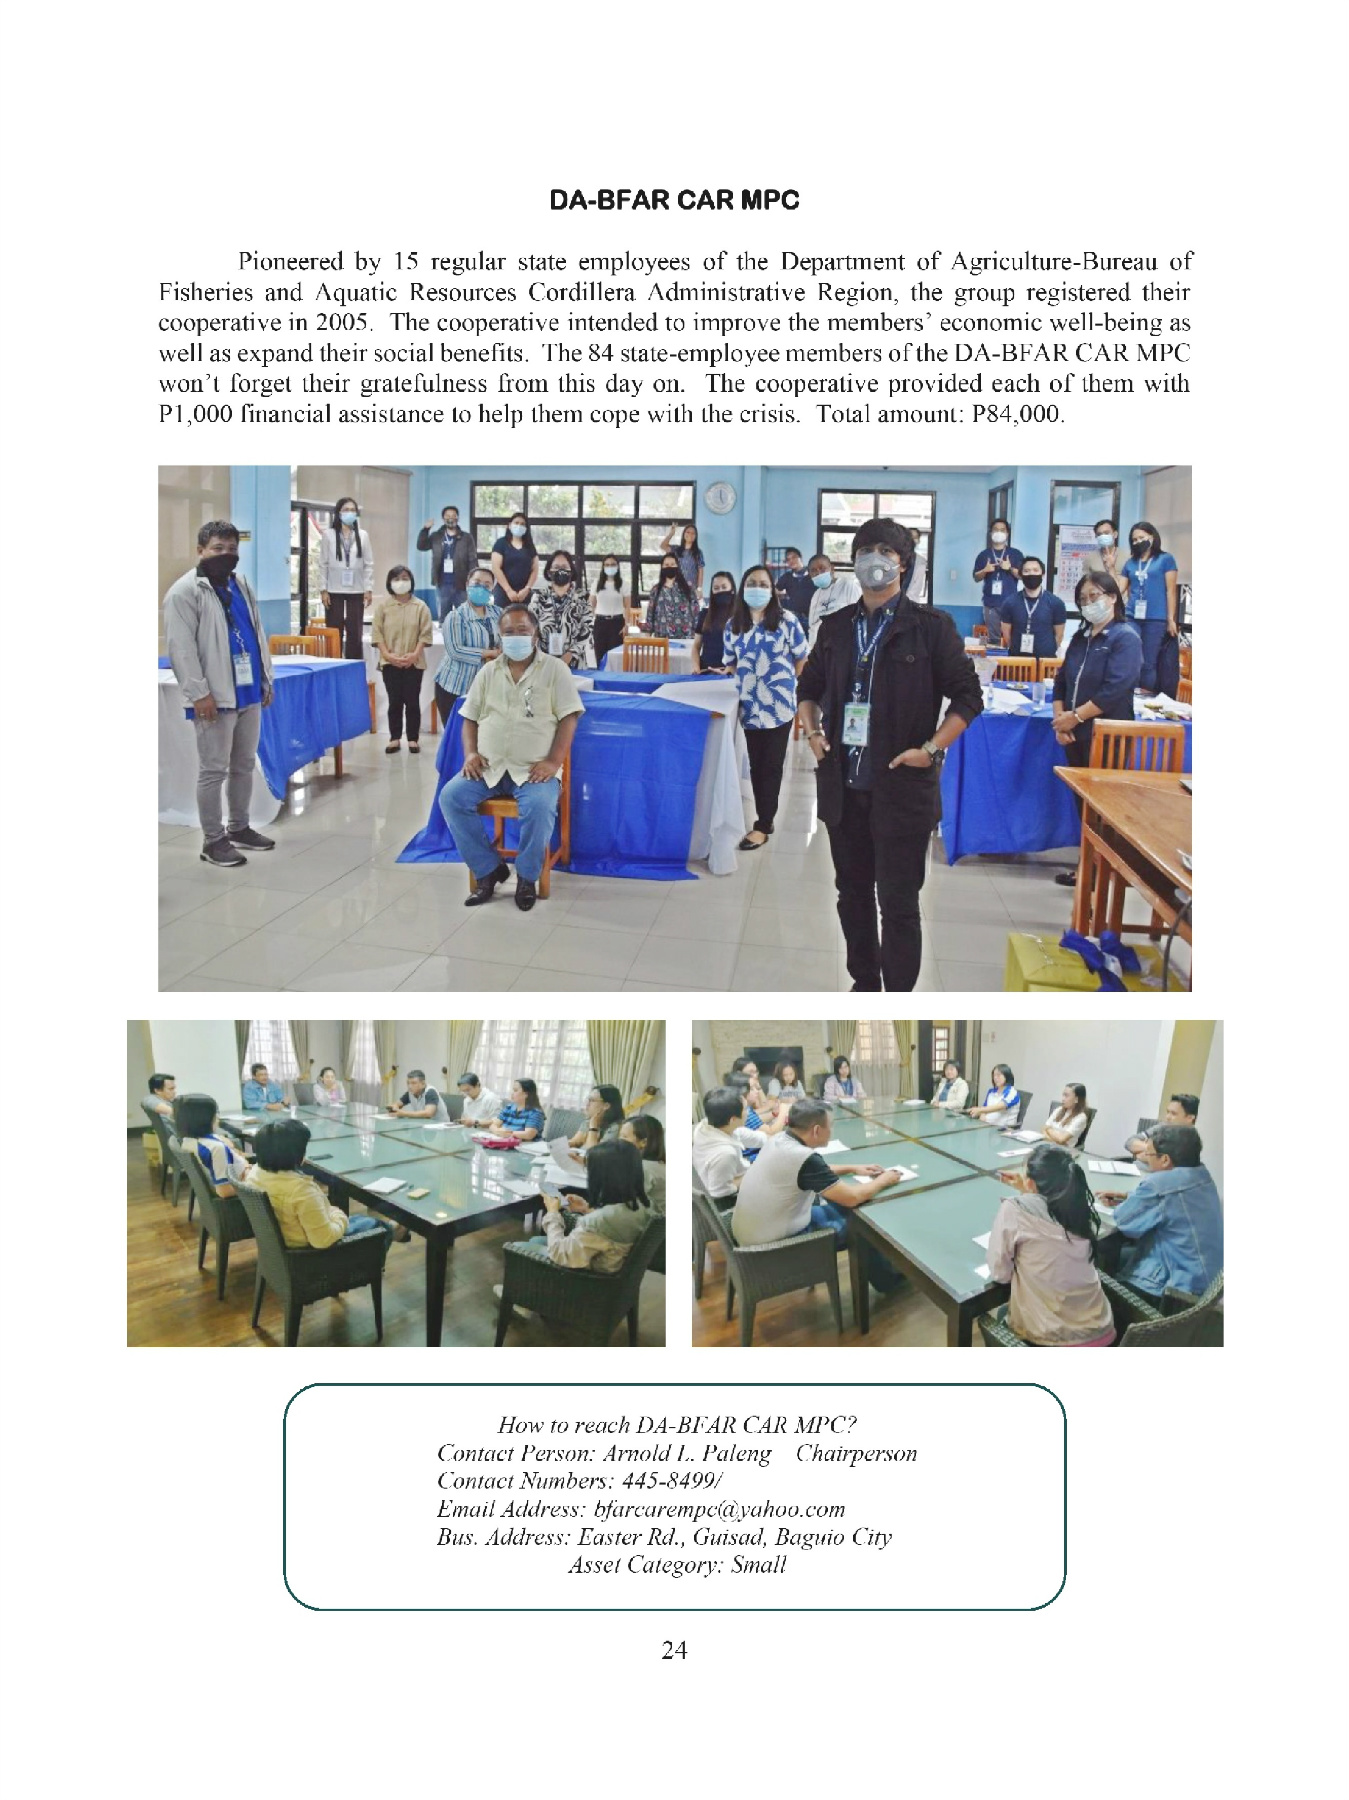 DA-BFAR CAR MPC
Pioneered by 15 regular state employees of the Department of Agriculture-Bureau of
Fisheries and Aquatic Resources Cordillera Administrative Region, the group registered their
cooperative in 2005. The cooperative intended to improve the members’ economic well-being as
well as expand their social benefits. The 84 state-employee members of the DA-BFAR CAR MPC
won’t forget their gratefulness from this day on. The cooperative provided each of them with
P1,000 financial assistance to help them cope with the crisis. Total amount: P84,000.
How to reach DA-BFAR CAR MPC?
Contact Person: Arnold L. Paleng Chairperson
Contact Numbers: 445-8499/
Email Address: bfarcarempc@yahoo.com
Bus. Address: Easter Rd., Guisad, Baguio City
Asset Category: Small
24